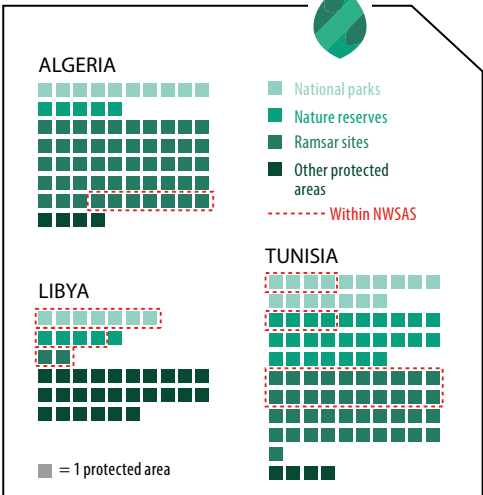 ALGERIA
National parks
Nature reserves
Ramsar sites
Other protected
areas
Within NWSAS
TUNISIA
LIBYA
= 1 protected area